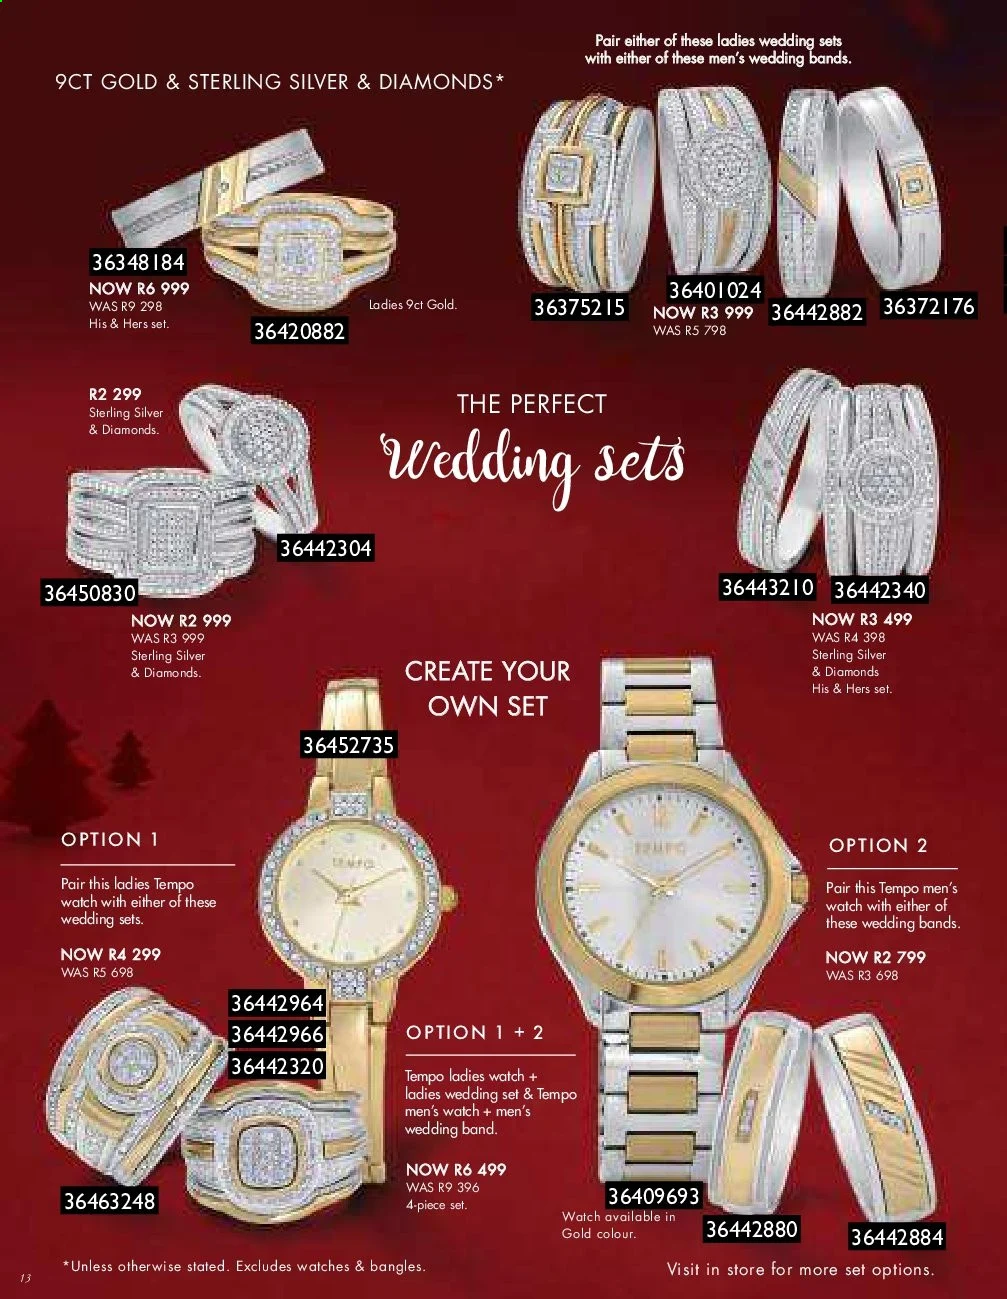 9CT GOLD & STERLING SILVER & DIAMONDS*
Pair either of these ladies wedding sets
with either of these men's wedding bands.
36348184
NOW R6 999
WAS R9 298
His & Hers set.
36420882
Ladies 9ct Gold.
36375215
36401024
NOW R3 999
WAS R5 798
36442882
36372176
R2 299
Sterling Silver
& Diamonds.
36442304
36450830
NOW R2 999
WAS R3 999
Sterling Silver
& Diamonds.
THE PERFECT
Wedding sets
36443210
36442340
NOW R3 499
WAS R4 398
Sterling Silver
& Diamonds
His & Hers set.
CREATE YOUR
OWN SET
36452735
TEMPO
TEMPO
OPTION 1
Pair this ladies Tempo
watch with either of these
wedding sets.
NOW R4 299
WAS R5 698
36442964
36442966
36442320
36463248
OPTION 1 + 2
Tempo ladies watch +
ladies wedding set & Tempo
men's watch + men's
wedding band.
NOW R6 499
WAS R9 396
4-piece set.
OPTION 2
Pair this Tempo men's
watch with either of
these wedding bands.
NOW R2 799
WAS R3 698
36409693
Watch available in
Gold colour.
36442880
36442884
*Unless otherwise stated. Excludes watches & bangles.
Visit in store for more set options.
13